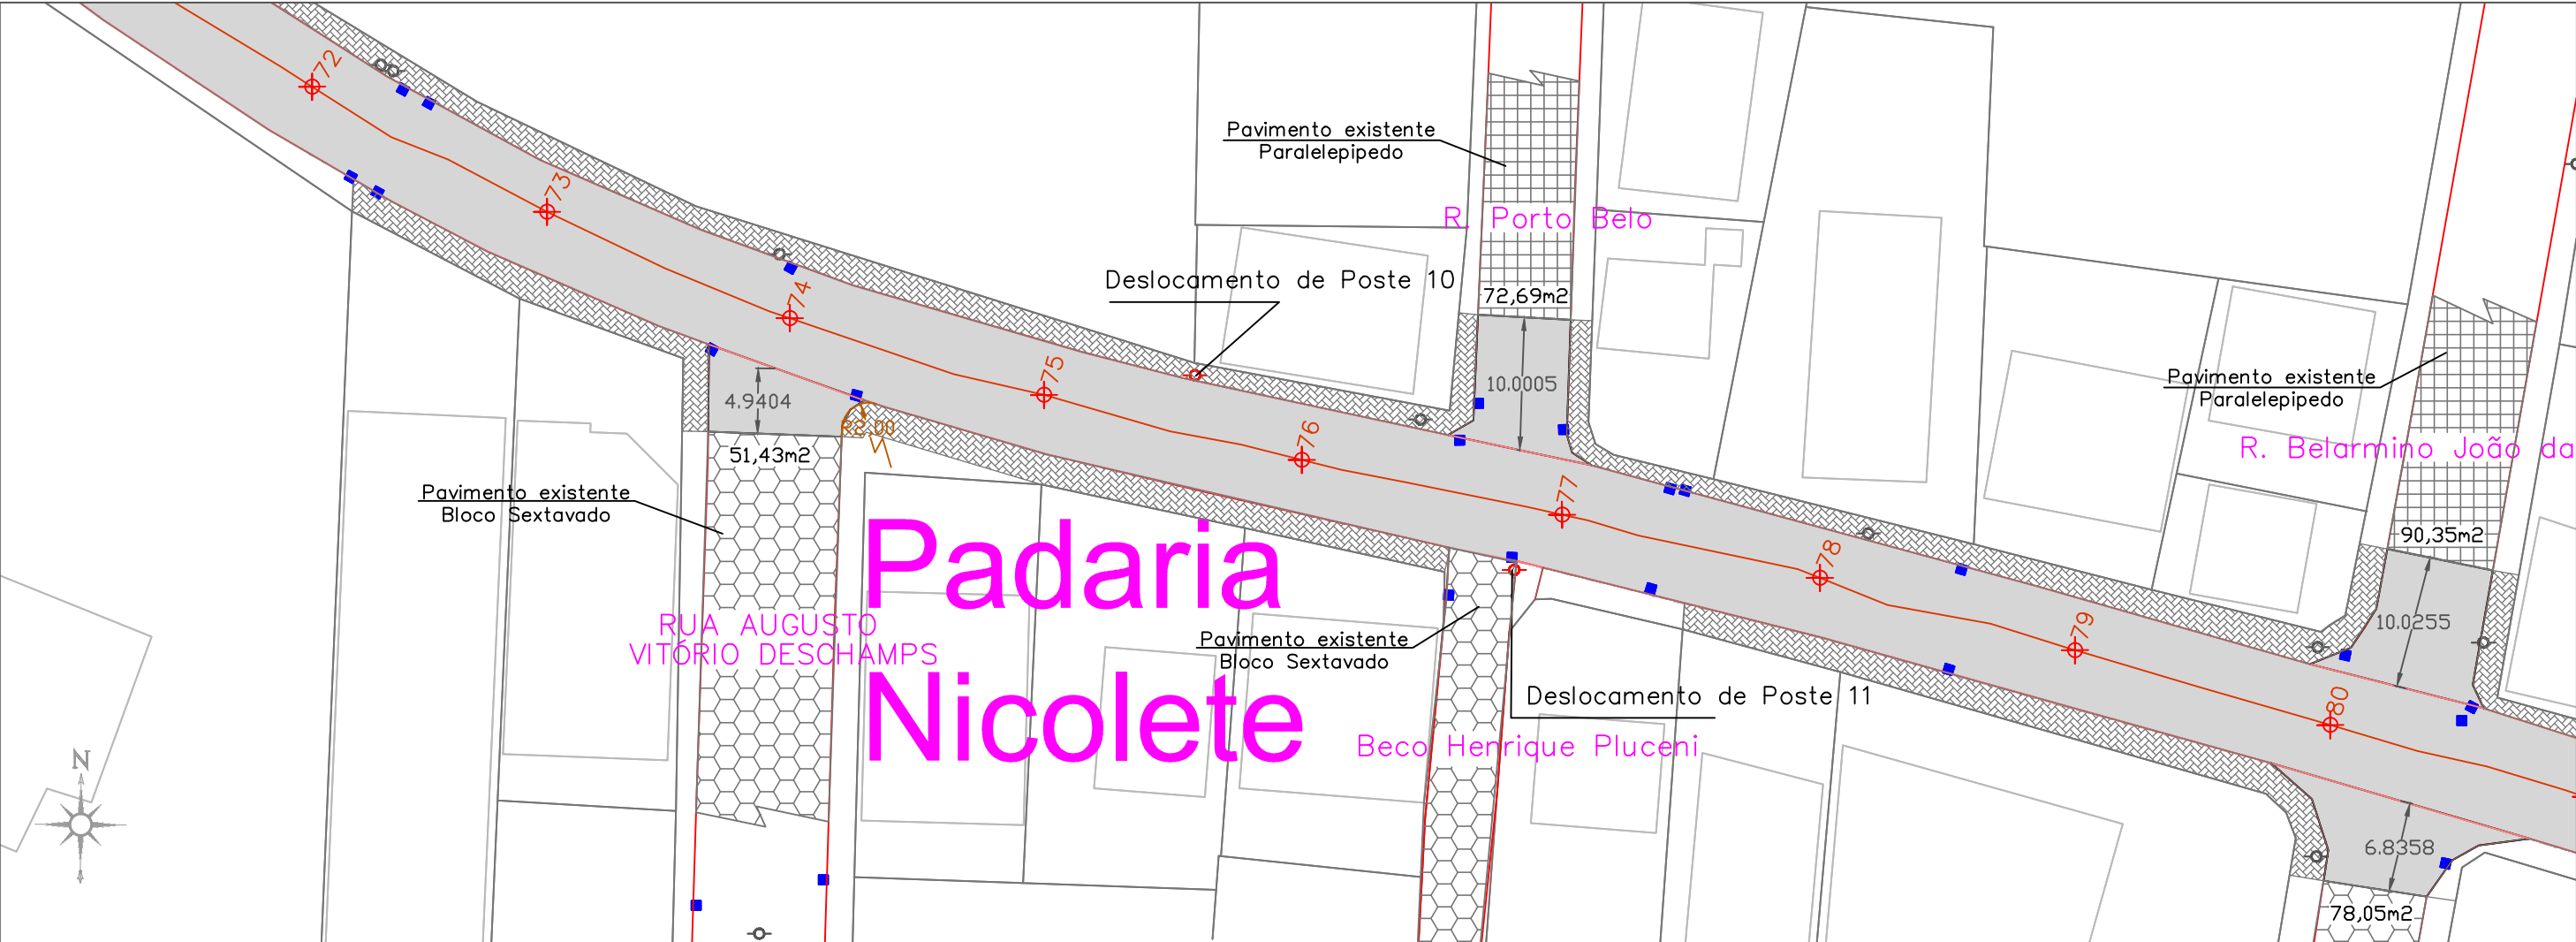 72
73
74
75
76
77
78
79
80
Pavimento existente
Paralelepipedo
R. Porto Belo
Deslocamento de Poste 10
72,69m2
10.0005
4.9404
R2.00
51,43m2
Pavimento existente
Bloco Sextavado
Pavimento existente
Paralelepipedo
R. Belarmino João da
90,35m2
10.0255
Padaria
Nicolete
RUA AUGUSTO
VITÓRIO DESCHAMPS
Pavimento existente
Bloco Sextavado
Deslocamento de Poste 11
Beco Henrique Pluceni
N
6.8358
78,05m2